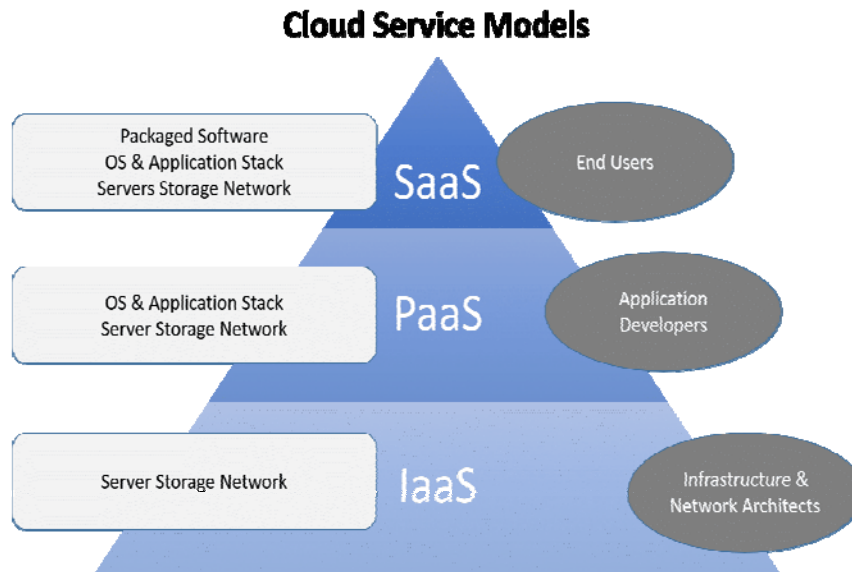 Cloud Service Models
Packaged Software
OS & Application Stack
Servers Storage Network
SaaS
End Users
OS & Application Stack
Server Storage Network
PaaS
Application
Developers
Server Storage Network
IaaS
Infrastructure &
Network Architects